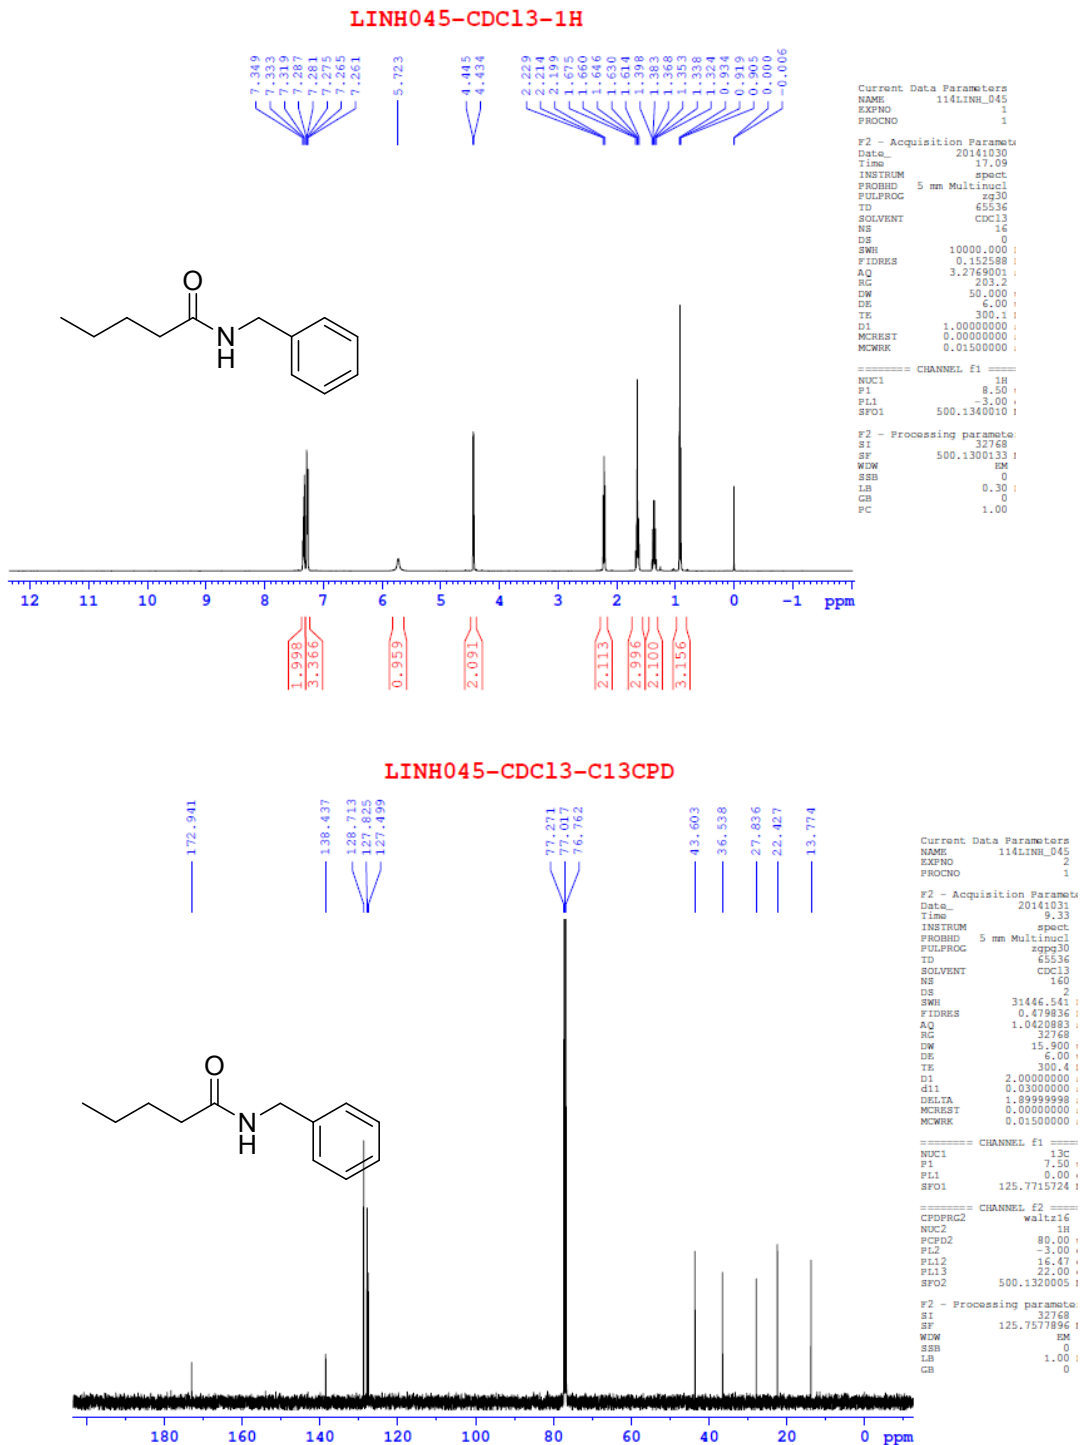 LINH045-CDCl3-1H
7.349
7.333
7.319
7.287
7.281
7.275
7.265
7.261
5.723
4.445
4.434
2.229
2.214
2.199
1.675
1.660
1.646
1.630
1.614
1.398
1.383
1.368
1.353
1.338
1.324
0.934
0.919
0.905
0.000
-0.006
Current Data Parameters
NAME 114LINH_045
EXPNO 1
PROCNO 1
F2 - Acquisition Paramete
Date_ 20141030
Time 17.09
INSTRUM spect
PROBHD 5 mm Multinucl
PULPROG zg30
TD 65536
SOLVENT CDCl3
NS 16
DS 0
SWH 10000.000
FIDRES 0.152588
AQ 3.2769001
RG 203.2
DW 50.000
DE 6.00
TE 300.1
D1 1.00000000
MCREST 0.00000000
MCWRK 0.01500000
======== CHANNEL f1 =====
NUC1 1H
P1 8.50
PL1 -3.00
SFO1 500.1340010
F2 - Processing paramete
SI 32768
SF 500.1300133
WDW EM
SSB 0
LB 0.30
GB 0
PC 1.00
O
N
H
12 11 10 9 8 7 6 5 4 3 2 1 0 -1 ppm
1.998
3.366
0.959
2.091
2.113
2.996
2.100
3.156
LINH045-CDCl3-C13CPD
172.941
138.437
128.713
127.825
127.499
77.271
77.017
76.762
43.603
36.538
27.836
22.427
13.774
Current Data Parameters
NAME 114LINH_045
EXPNO 2
PROCNO 1
F2 - Acquisition Paramete
Date_ 20141031
Time 9.33
INSTRUM spect
PROBHD 5 mm Multinucl
PULPROG zgpg30
TD 65536
SOLVENT CDCl3
NS 160
DS 2
SWH 31446.541
FIDRES 0.479836
AQ 1.0420883
RG 32768
DW 15.900
DE 6.00
TE 300.4
D1 2.00000000
d11 0.03000000
DELTA 1.89999998
MCREST 0.00000000
MCWRK 0.01500000
======== CHANNEL f1 =====
NUC1 13C
P1 7.50
PL1 0.00
SFO1 125.7715724
======== CHANNEL f2 =====
CPDPRG2 waltz16
NUC2 1H
PCPD2 80.00
PL2 -3.00
PL12 16.47
PL13 22.00
SFO2 500.1320005
F2 - Processing paramete
SI 32768
SF 125.7577896
WDW EM
SSB 0
LB 1.00
GB 0
O
N
H
180 160 140 120 100 80 60 40 20 0 ppm